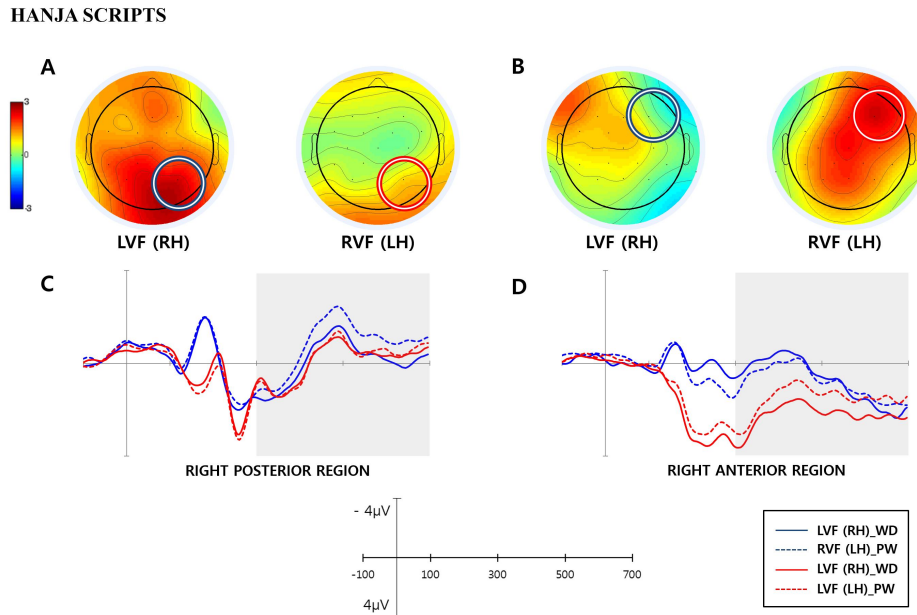 HANJA SCRIPTS
A
B
3
0
-3
LVF (RH)
RVF (LH)
LVF (RH)
RVF (LH)
C
D
RIGHT POSTERIOR REGION
RIGHT ANTERIOR REGION
- 4µV
-100 100 300 500 700
4µV
LVF (RH)_WD
RVF (LH)_PW
LVF (RH)_WD
LVF (LH)_PW